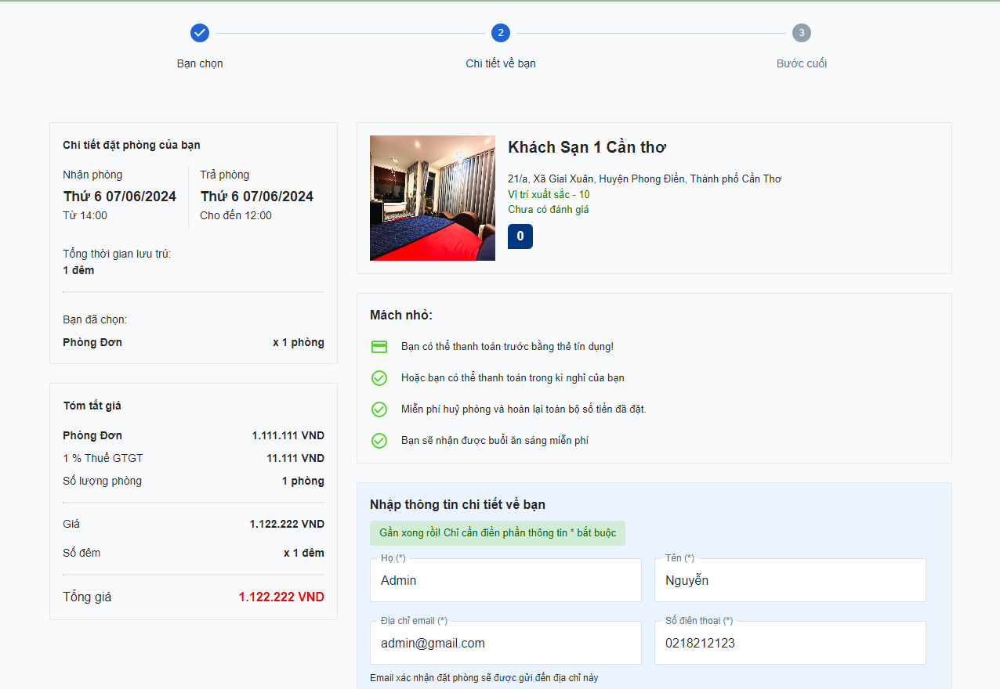 2
3
Bạn chọn
Chi tiết về bạn
Bước cuối
Chi tiết đặt phòng của bạn
Nhận phòng
Trả phòng
Thứ 6 07/06/2024
Thứ 6 07/06/2024
Từ 14:00
Cho đến 12:00
Tổng thời gian lưu trú:
1 đêm
Bạn đã chọn:
Phòng Đơn x 1 phòng
Tóm tắt giá
Phòng Đơn 1.111.111 VND
1 % Thuế GTGT 11.111 VND
Số lượng phòng 1 phòng
Giá 1.122.222 VND
Số đêm x 1 đêm
Tổng giá 1.122.222 VND
Khách Sạn 1 Cần thơ
21/a, Xã Giai Xuân, Huyện Phong Điền, Thành phố Cần Thơ
Vị trí xuất sắc - 10
Chưa có đánh giá
0
Mách nhỏ:
Bạn có thể thanh toán trước bằng thẻ tín dụng!
Hoặc bạn có thể thanh toán trong kì nghỉ của bạn
Miễn phí huỷ phòng và hoàn lại toàn bộ số tiền đã đặt.
Bạn sẽ nhận được buổi ăn sáng miễn phí
Nhập thông tin chi tiết về bạn
Gần xong rồi! Chỉ cần điền phần thông tin * bắt buộc
Họ (*)
Admin
Tên (*)
Nguyễn
Địa chỉ email (*)
admin@gmail.com
Số điện thoại (*)
0218212123
Email xác nhận đặt phòng sẽ được gửi đến địa chỉ này